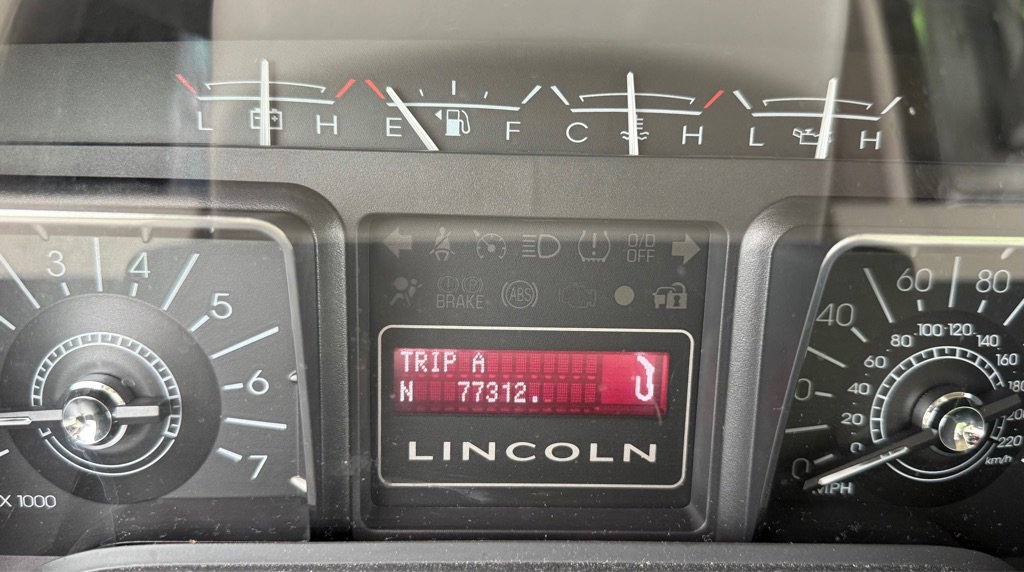 L H E F C H L H
O/D
OFF
BRAKE ABS
3 4 5 6 7
X 1000
TRIP A
N 77312.
LINCOLN
0 40 60 80
0 20 40 60 80 100 120 140 160 180 220
km/h
MPH